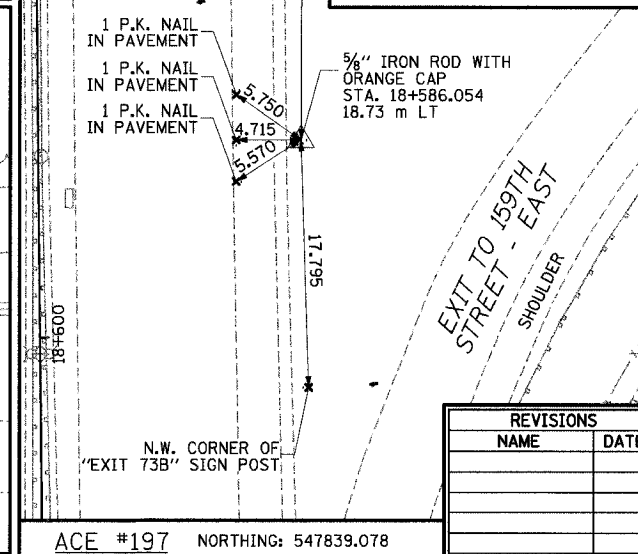 1 P.K. NAIL
IN PAVEMENT
1 P.K. NAIL
IN PAVEMENT
1 P.K. NAIL
IN PAVEMENT
5.750
4.715
5.570
5/8" IRON ROD WITH
ORANGE CAP
STA. 18+586.054
18.73 m LT
17.795
EXIT TO 159TH
STREET - EAST
SHOULDER
18+600
N.W. CORNER OF
"EXIT 73B" SIGN POST
REVISIONS
NAME DATE
ACE #197 NORTHING: 547839.078